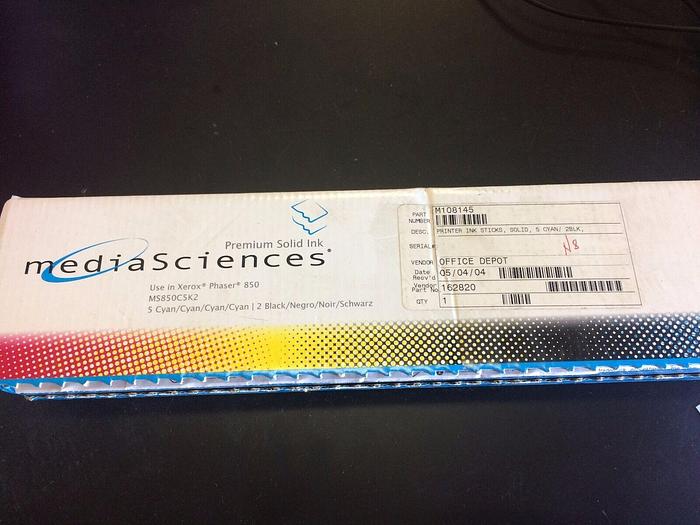 Premium Solid Ink
mediaSciences®
Use in Xerox® Phaser® 850
MS850C5K2
5 Cyan/Cyan/Cyan/Cyan | 2 Black/Negro/Noir/Schwarz
PART NUMBER M108145
DESC. PRINTER INK STICKS, SOLID, 5 CYAN/ 2BLK,
SERIAL#
N8
VENDOR OFFICE DEPOT
Date Recv'd 05/04/04
Vendor Part No 162820
QTY 1